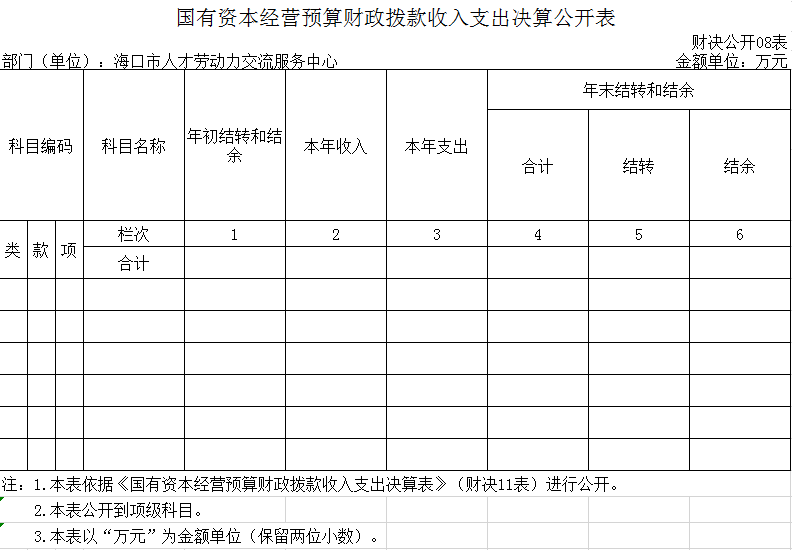 国有资本经营预算财政拨款收入支出决算公开表
财决公开08表
部门（单位）：海口市人才劳动力交流服务中心
金额单位：万元
科目编码
科目名称
年初结转和结
余
本年收入
本年支出
年末结转和结余
合计
结转
结余
类
款
项
栏次
1
2
3
4
5
6
合计
注：1.本表依据《国有资本经营预算财政拨款收入支出决算表》（财决11表）进行公开。
2.本表公开到项级科目。
3.本表以“万元”为金额单位（保留两位小数）。